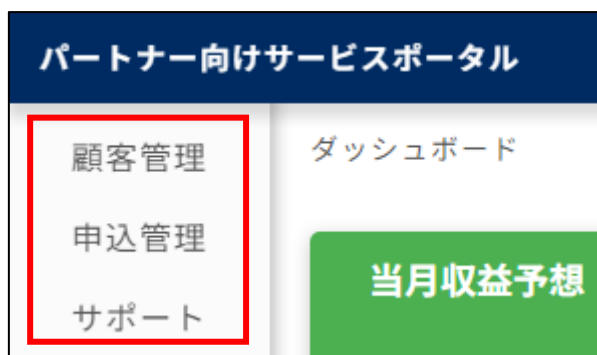 パートナー向けサービスポータル
顧客管理
申込管理
サポート
ダッシュボード
当月収益予想